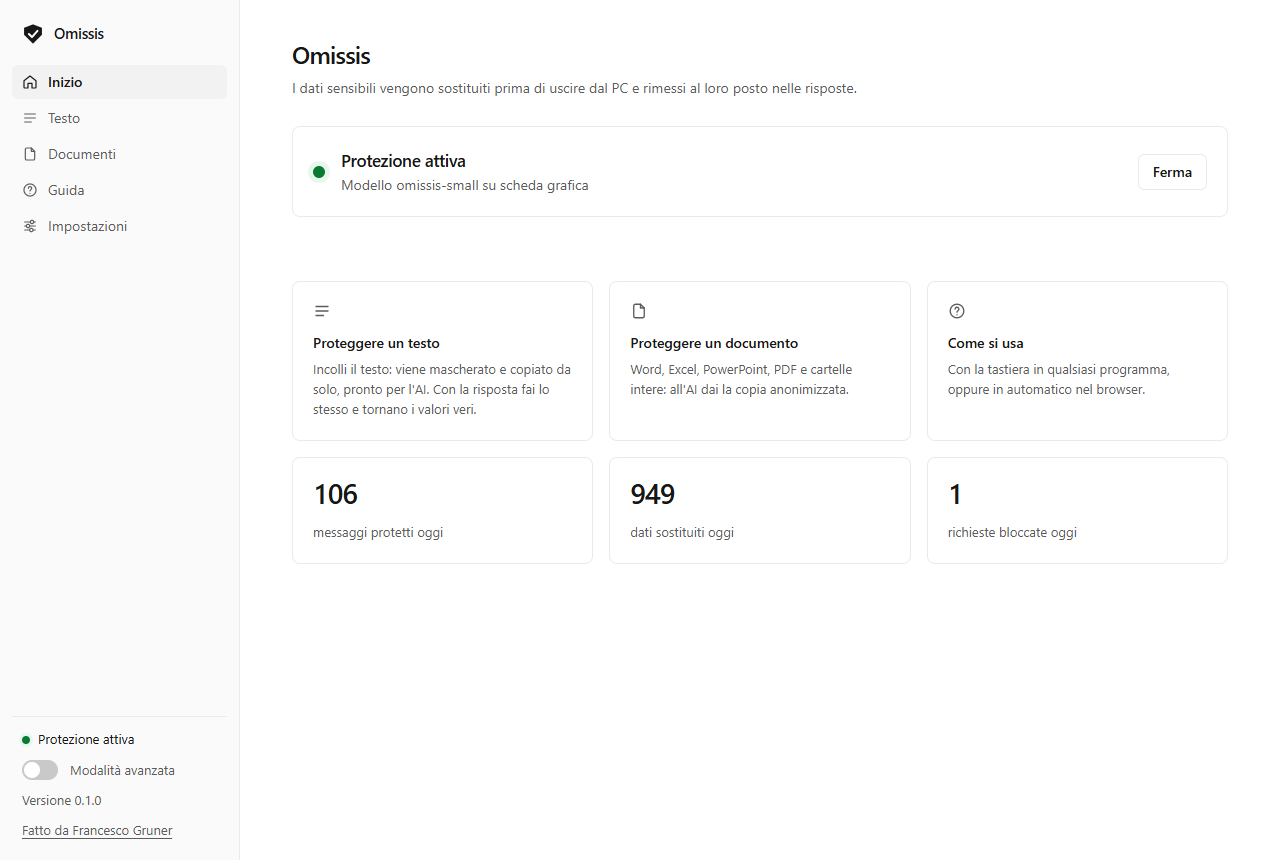 Omissis
Inizio
Testo
Documenti
Guida
Impostazioni
Omissis
I dati sensibili vengono sostituiti prima di uscire dal PC e rimessi al loro posto nelle risposte.
Protezione attiva
Modello omissis-small su scheda grafica
Ferma
Proteggere un testo
Incolli il testo: viene mascherato e copiato da
solo, pronto per l'AI. Con la risposta fai lo
stesso e tornano i valori veri.
Proteggere un documento
Word, Excel, PowerPoint, PDF e cartelle
intere: all'AI dai la copia anonimizzata.
Come si usa
Con la tastiera in qualsiasi programma,
oppure in automatico nel browser.
106
messaggi protetti oggi
949
dati sostituiti oggi
1
richieste bloccate oggi
Protezione attiva
Modalità avanzata
Versione 0.1.0
Fatto da Francesco Gruner